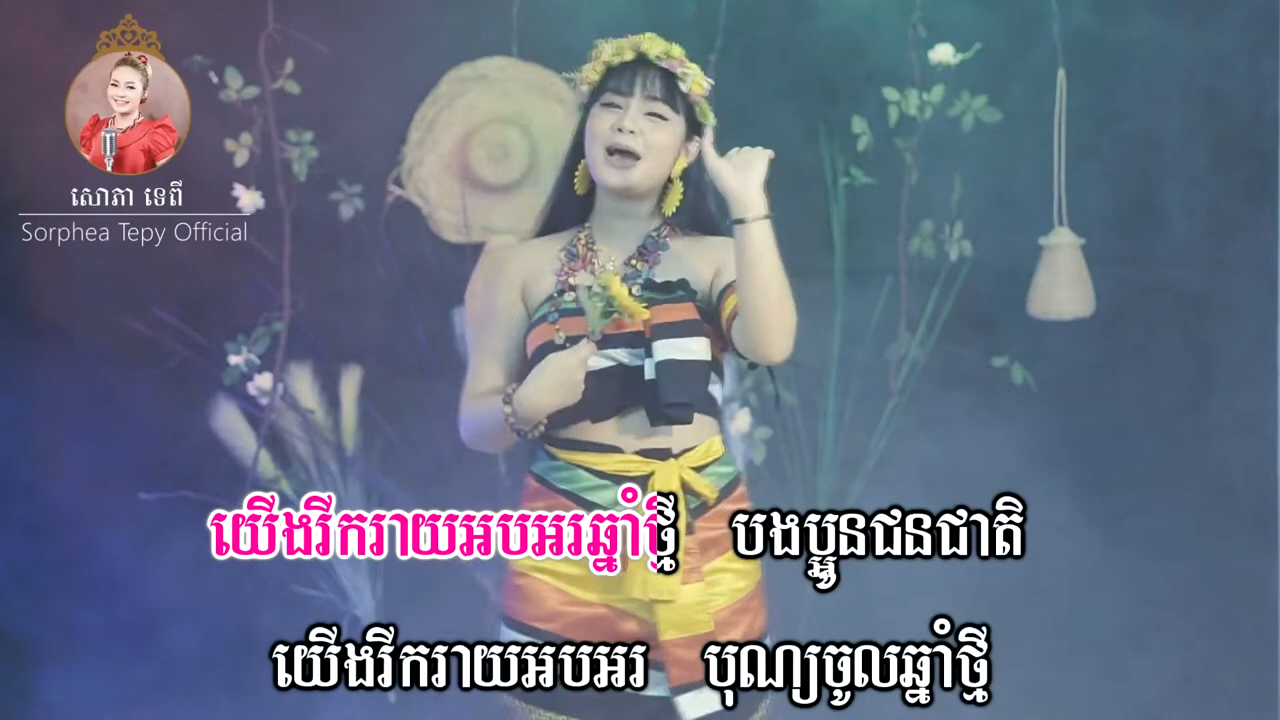 សោភា ទេពី
Sorphea Tepy Official
យើងរីករាយអបអរឆ្នាំថ្មី បងប្អូនជនជាតិ
យើងរីករាយអបអរ បុណ្យចូលឆ្នាំថ្មី